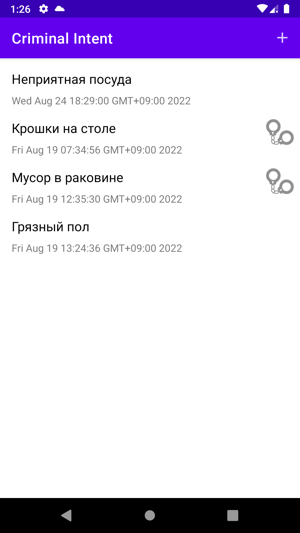 1:26
Criminal Intent
Неприятная посуда
Wed Aug 24 18:29:00 GMT+09:00 2022
Крошки на столе
Fri Aug 19 07:34:56 GMT+09:00 2022
Мусор в раковине
Fri Aug 19 12:35:30 GMT+09:00 2022
Грязный пол
Fri Aug 19 13:24:36 GMT+09:00 2022